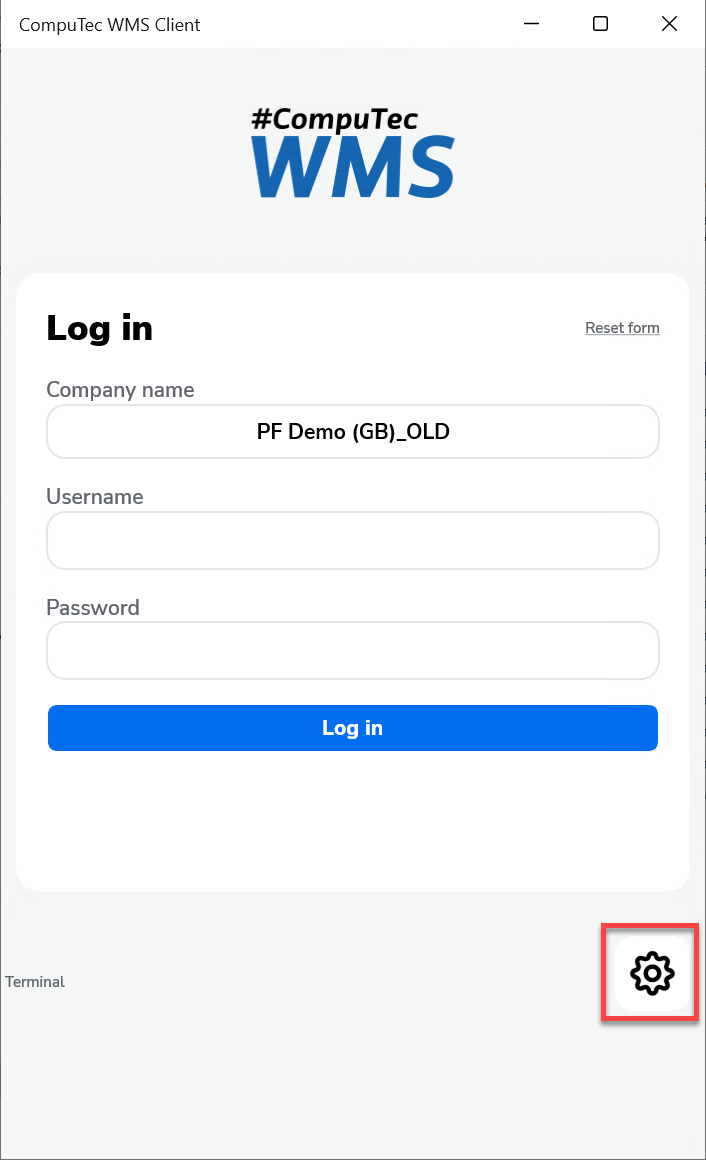 CompuTec WMS Client
#CompuTec
WMS
Log in
Reset form
Company name
PF Demo (GB)_OLD
Username
Password
Log in
Terminal